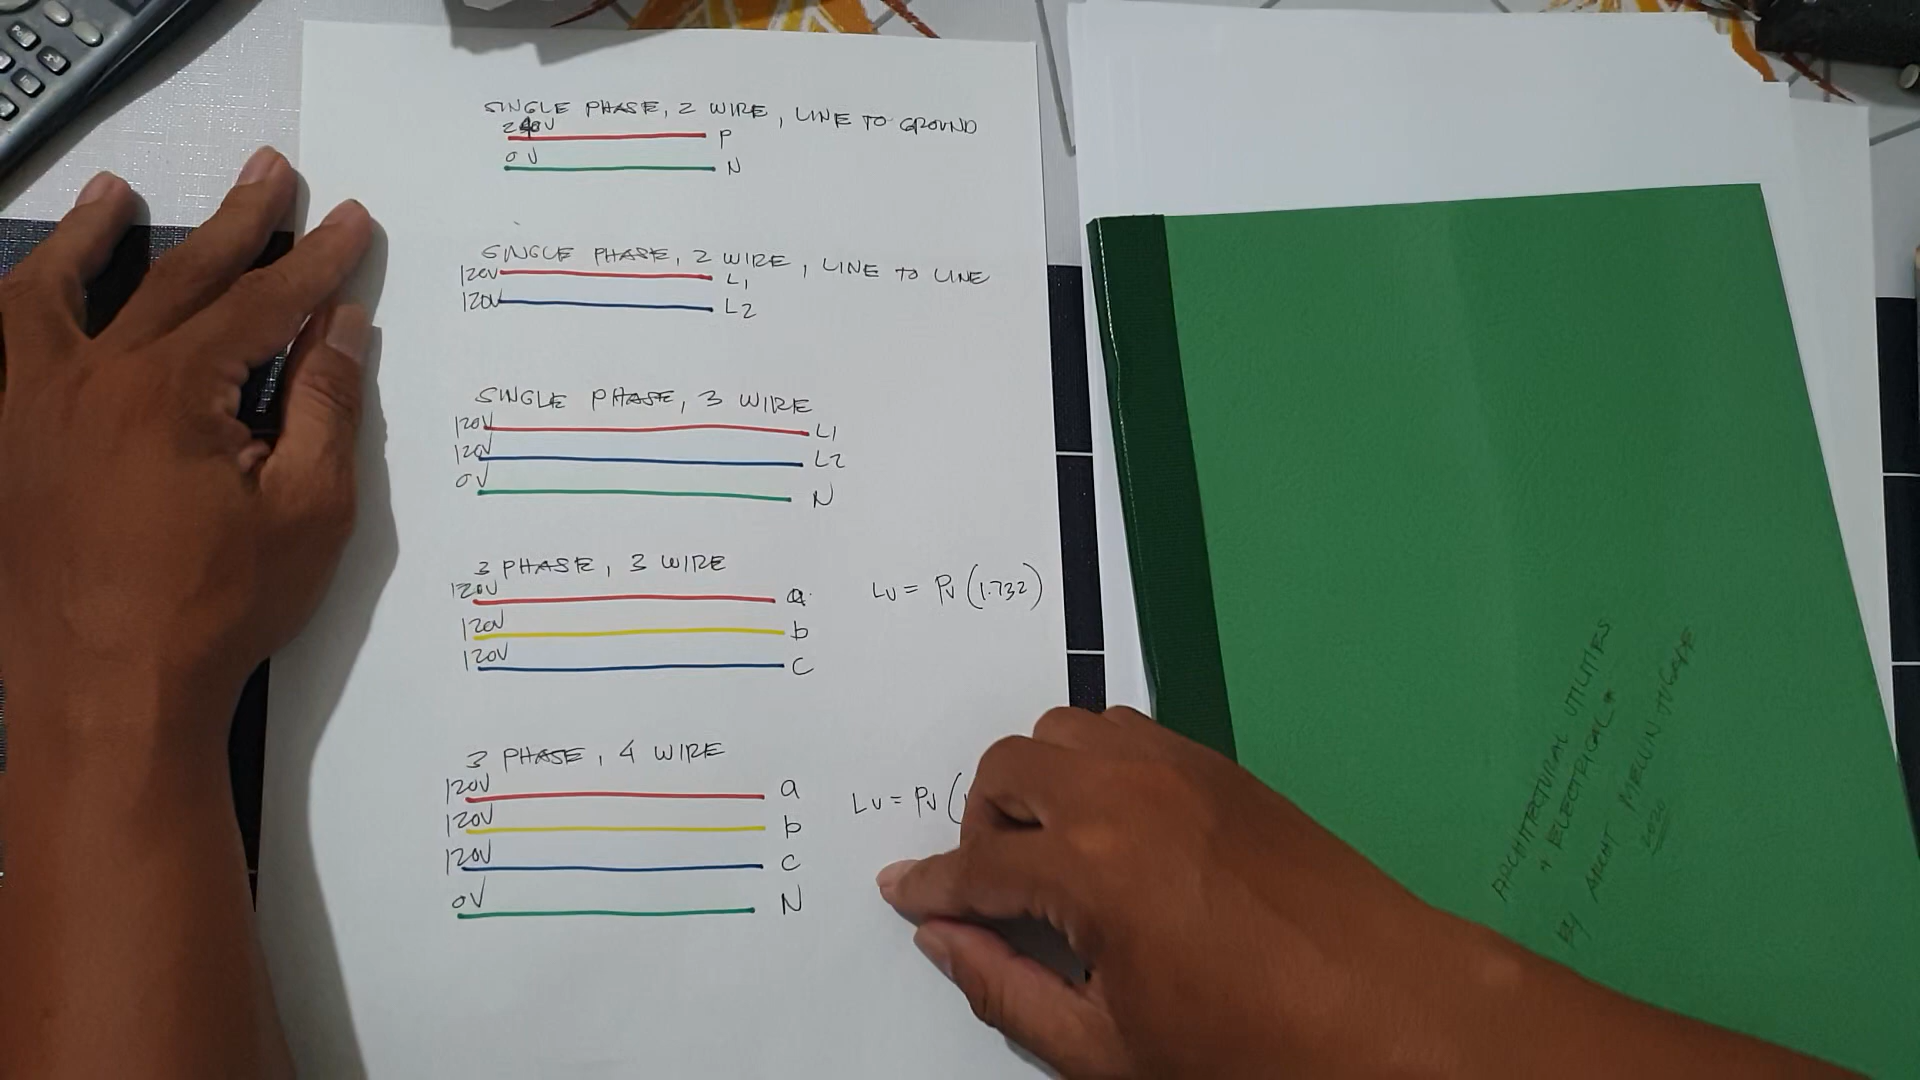 SINGLE PHASE, 2 WIRE, LINE TO GROUND
240V P
0V N
SINGLE PHASE, 2 WIRE, LINE TO LINE
120V L1
120V L2
SINGLE PHASE, 3 WIRE
120V L1
120V L2
0V N
3 PHASE, 3 WIRE
120V a
120V b
120V c
LV = PV (1.732)
3 PHASE, 4 WIRE
120V a
120V b
120V c
0V N
LV = PV (
ARCHITECTURAL UTILITIES
"ELECTRICAL"
By ARCHT
2020